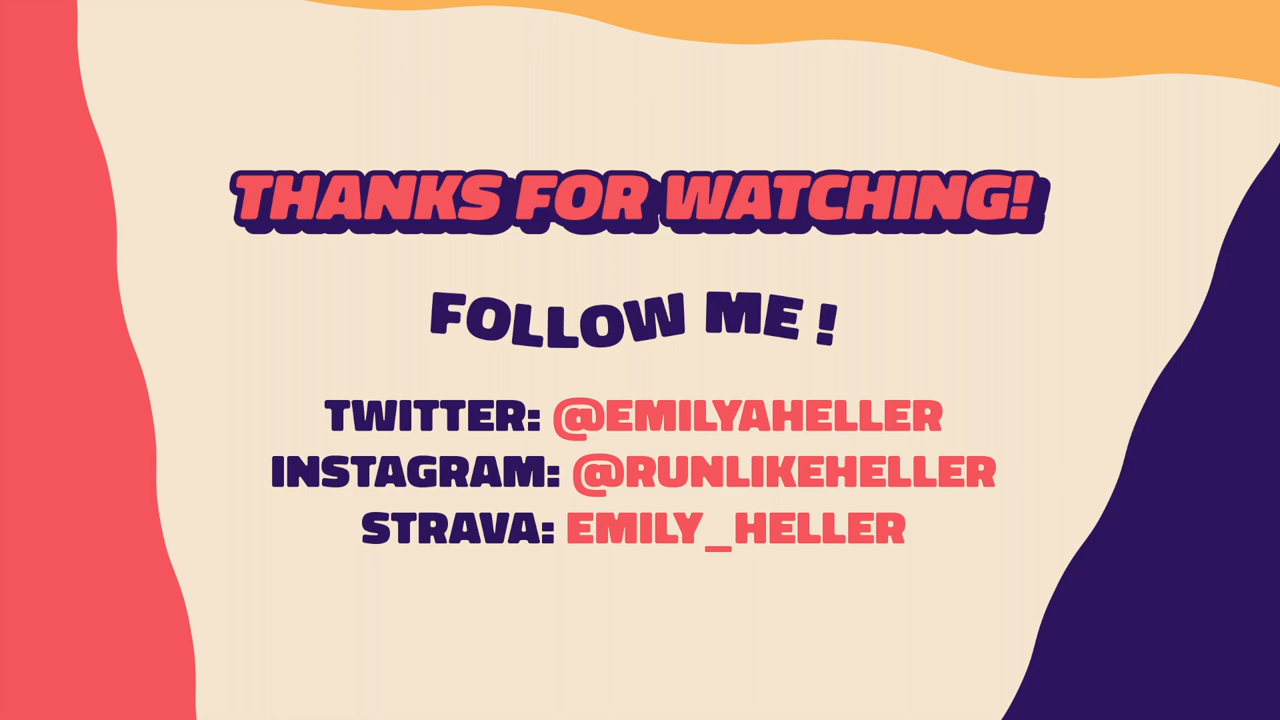 THANKS FOR WATCHING!
FOLLOW ME !
TWITTER: @EMILYAHELLER
INSTAGRAM: @RUNLIKEHELLER
STRAVA: EMILY_HELLER